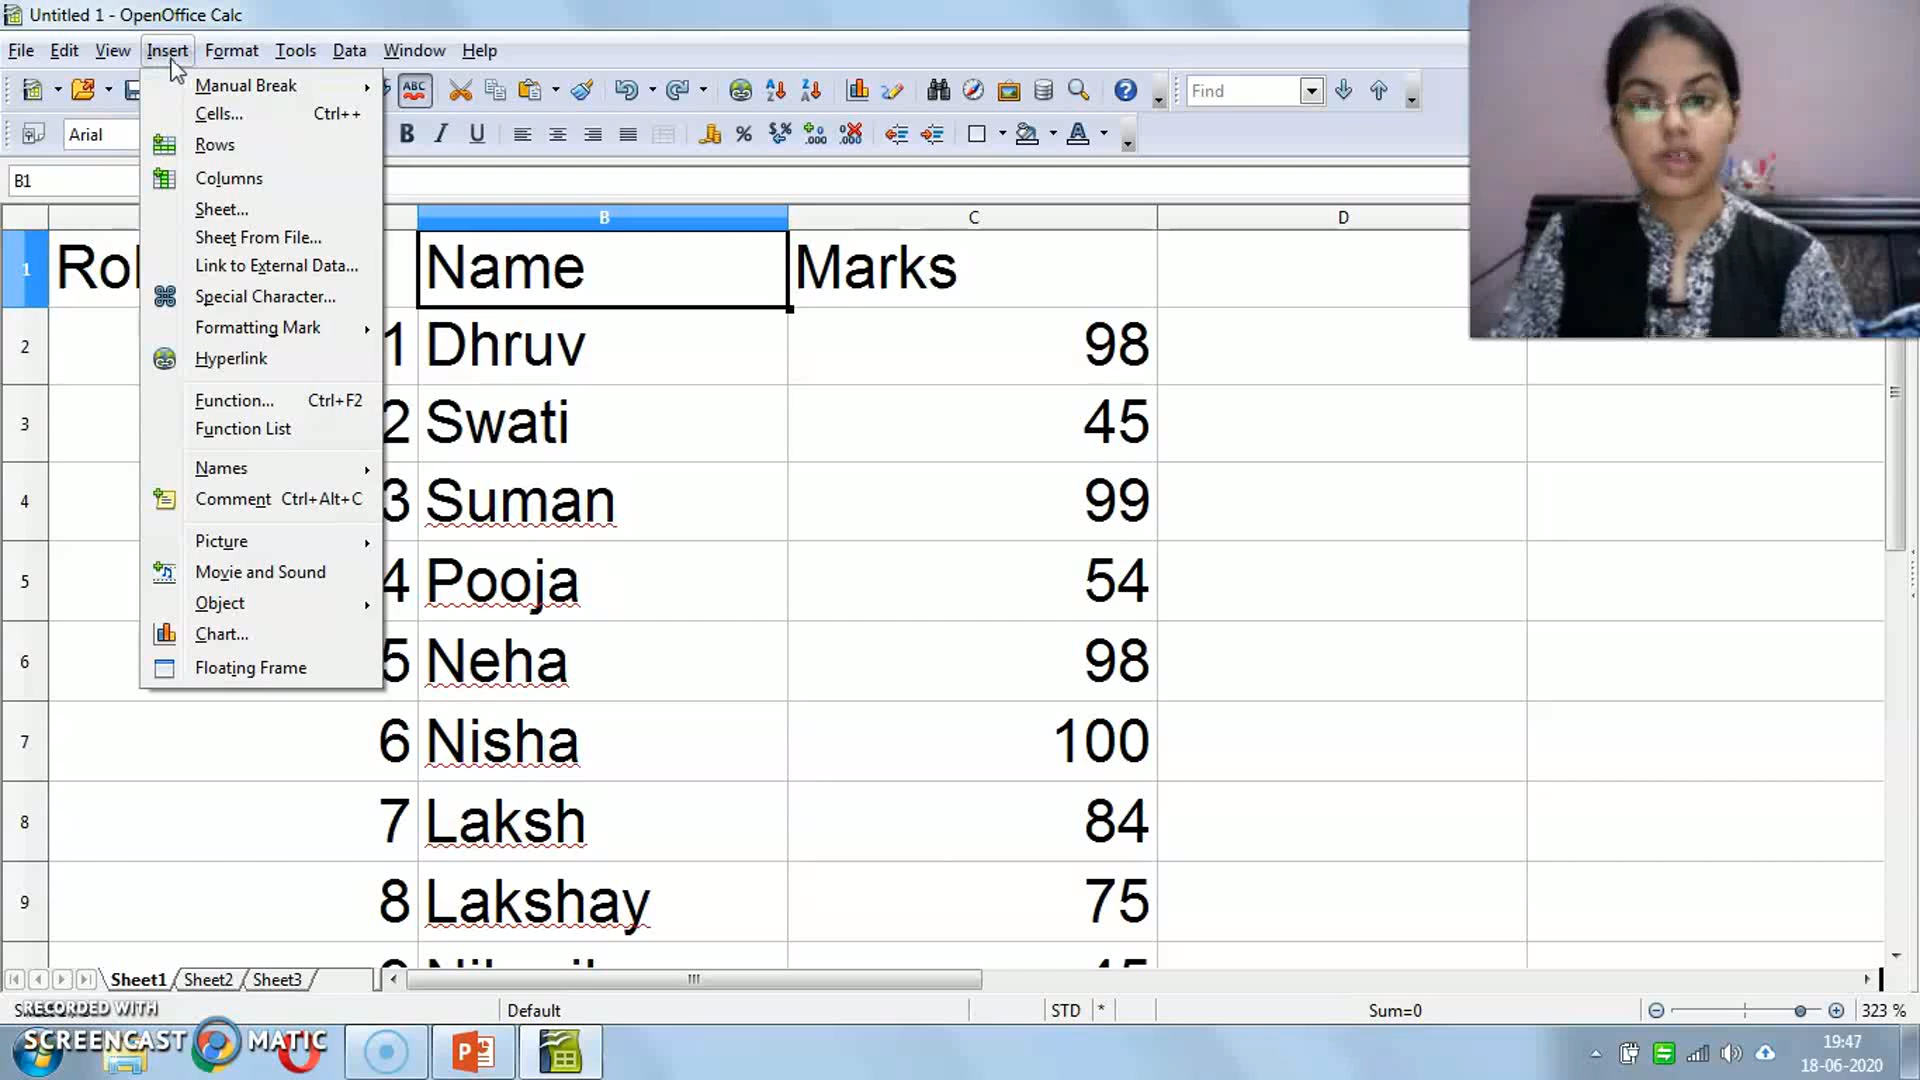 Untitled 1 - OpenOffice Calc
File Edit View Insert Format Tools Data Window Help
ABC
Find
Arial
B I U
%
B1
Manual Break
Cells... Ctrl++
Rows
Columns
Sheet...
Sheet From File...
Link to External Data...
Special Character...
Formatting Mark
Hyperlink
Function... Ctrl+F2
Function List
Names
Comment Ctrl+Alt+C
Picture
Movie and Sound
Object
Chart...
Floating Frame
B C D
1 Name Marks
2 1 Dhruv 98
3 2 Swati 45
4 3 Suman 99
5 4 Pooja 54
6 5 Neha 98
7 6 Nisha 100
8 7 Laksh 84
9 8 Lakshay 75
Sheet1 Sheet2 Sheet3
Default STD * Sum=0 323 %
RECORDED WITH
SCREENCAST MATIC
19:47
18-06-2020